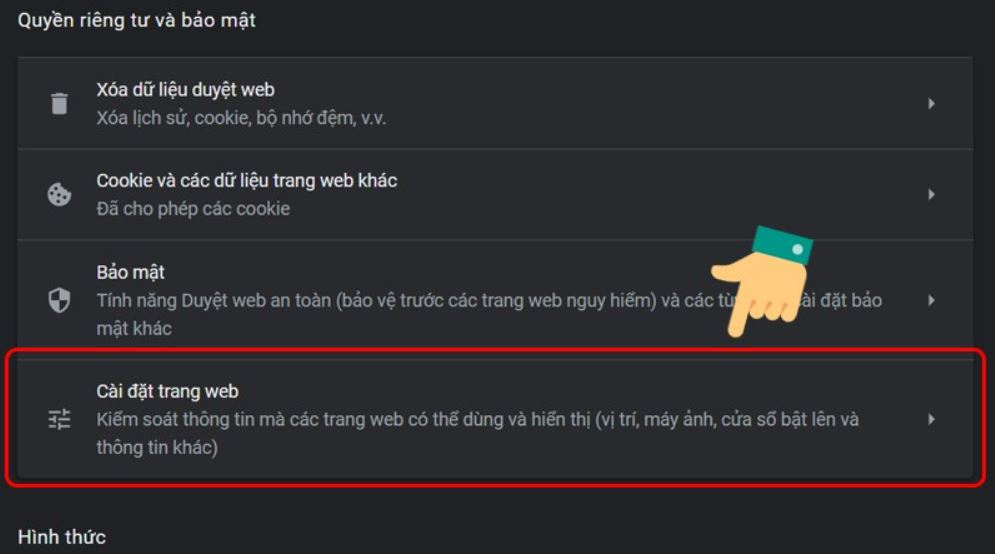 Quyền riêng tư và bảo mật
Xóa dữ liệu duyệt web
Xóa lịch sử, cookie, bộ nhớ đệm, v.v.
Cookie và các dữ liệu trang web khác
Đã cho phép các cookie
Bảo mật
Tính năng Duyệt web an toàn (bảo vệ trước các trang web nguy hiểm) và các đặt bảo
mật khác
Cài đặt trang web
Kiểm soát thông tin mà các trang web có thể dùng và hiển thị (vị trí, máy ảnh, cửa sổ bật lên và
thông tin khác)
Hình thức